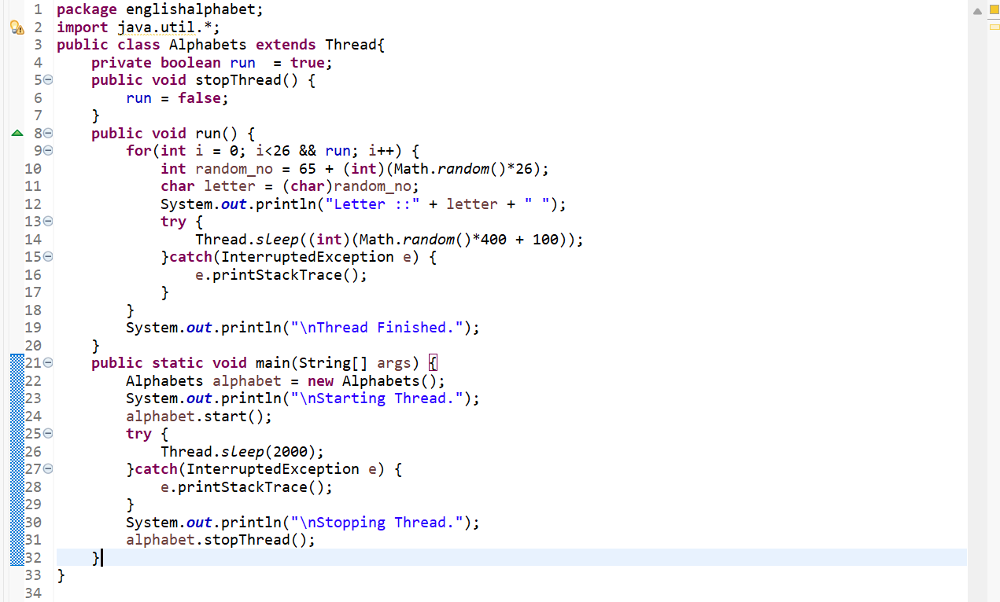 1 package englishalphabet;
2 import java.util.*;
3 public class Alphabets extends Thread{
4     private boolean run  = true;
5     public void stopThread() {
6         run = false;
7     }
8     public void run() {
9         for(int i = 0; i<26 && run; i++) {
10             int random_no = 65 + (int)(Math.random()*26);
11             char letter = (char)random_no;
12             System.out.println("Letter ::" + letter + " ");
13             try {
14                 Thread.sleep((int)(Math.random()*400 + 100));
15             }catch(InterruptedException e) {
16                 e.printStackTrace();
17             }
18         }
19         System.out.println("\nThread Finished.");
20     }
21     public static void main(String[] args) {
22         Alphabets alphabet = new Alphabets();
23         System.out.println("\nStarting Thread.");
24         alphabet.start();
25         try {
26             Thread.sleep(2000);
27         }catch(InterruptedException e) {
28             e.printStackTrace();
29         }
30         System.out.println("\nStopping Thread.");
31         alphabet.stopThread();
32     }
33 }
34